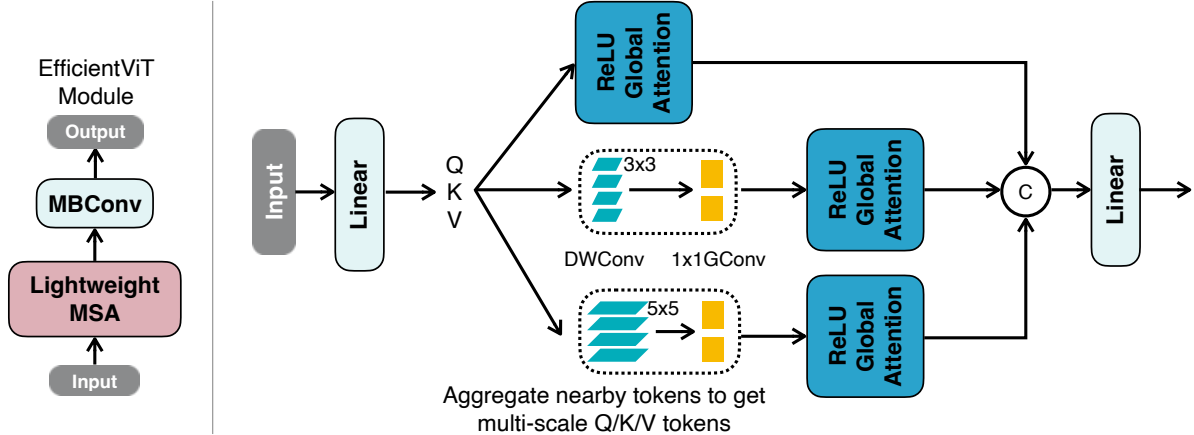 EfficientViT
Module
Output
MBConv
Lightweight
MSA
Input
Input
Linear
Q
K
V
ReLU
Global
Attention
3x3
DWConv
1x1GConv
ReLU
Global
Attention
5x5
ReLU
Global
Attention
Aggregate nearby tokens to get
multi-scale Q/K/V tokens
C
Linear